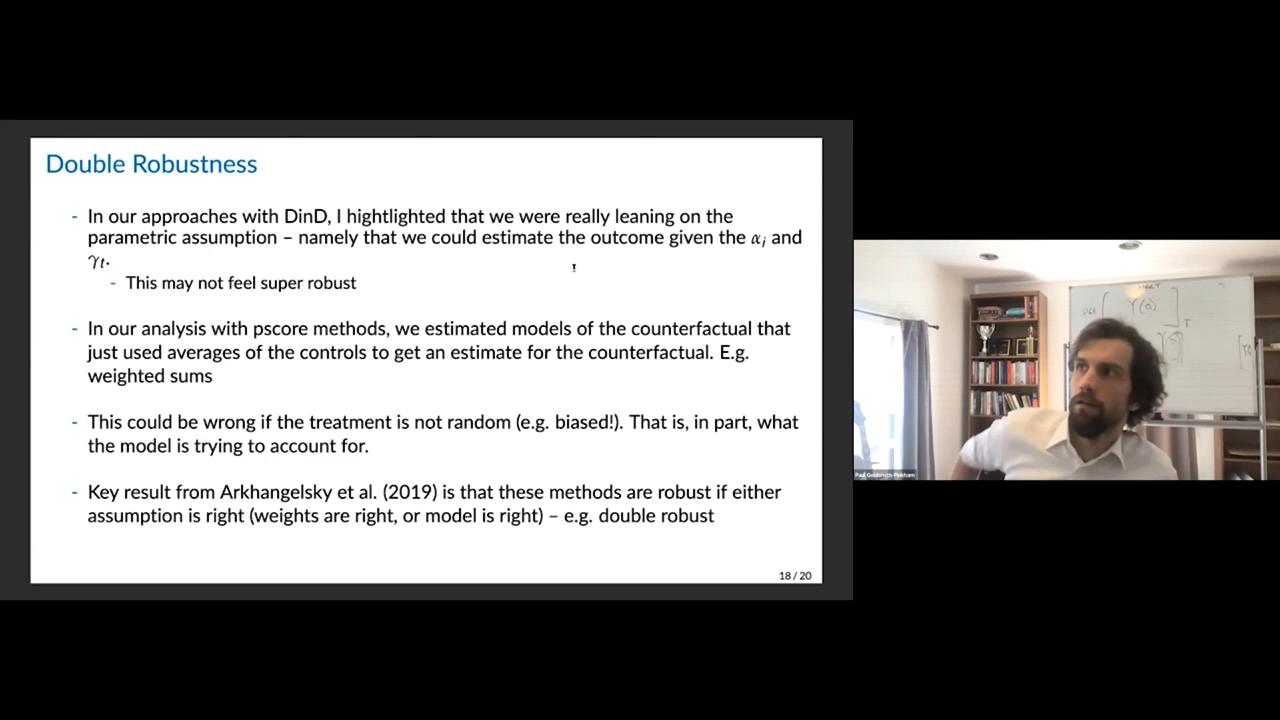 Double Robustness
- In our approaches with DinD, I hightlighted that we were really leaning on the
parametric assumption – namely that we could estimate the outcome given the αᵢ and
γₜ.
- This may not feel super robust
- In our analysis with pscore methods, we estimated models of the counterfactual that
just used averages of the controls to get an estimate for the counterfactual. E.g.
weighted sums
- This could be wrong if the treatment is not random (e.g. biased!). That is, in part, what
the model is trying to account for.
- Key result from Arkhangelsky et al. (2019) is that these methods are robust if either
assumption is right (weights are right, or model is right) – e.g. double robust
18 / 20
Y(0)
T
Paul Goldsmith-Pinkham